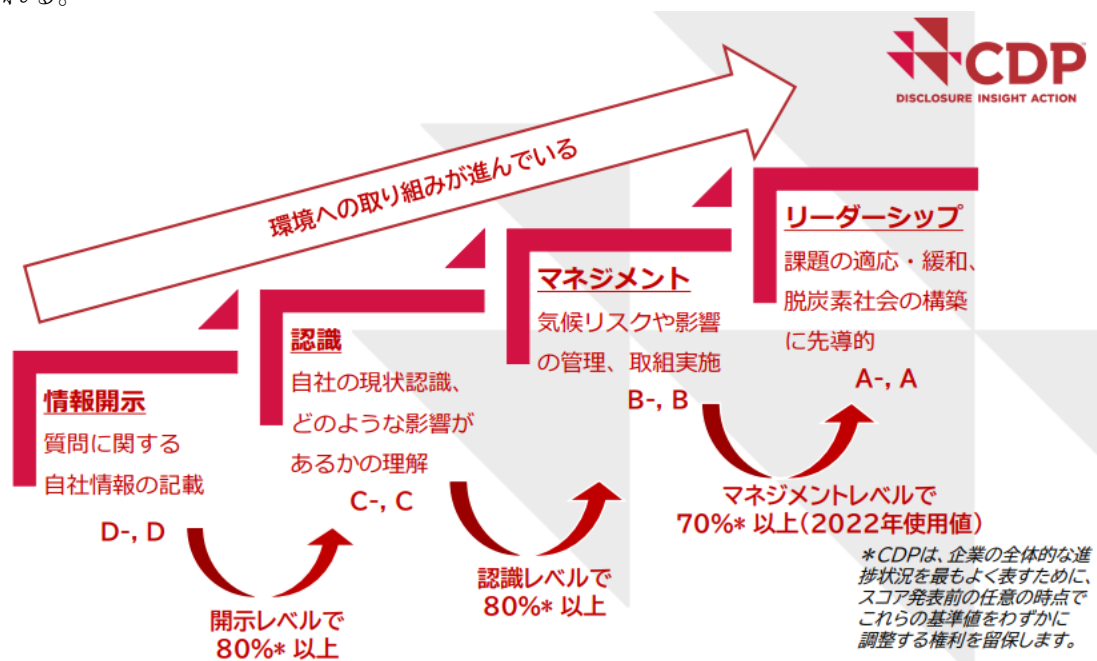 れる。
CDP
DISCLOSURE INSIGHT ACTION
環境への取り組みが進んでいる
リーダーシップ
課題の適応・緩和、
脱炭素社会の構築
に先導的
A-, A
マネジメント
気候リスクや影響
の管理、取組実施
B-, B
認識
自社の現状認識、
どのような影響が
あるかの理解
C-, C
情報開示
質問に関する
自社情報の記載
D-, D
開示レベルで
80%* 以上
認識レベルで
80%* 以上
マネジメントレベルで
70%* 以上(2022年使用値)
*CDPは、企業の全体的な進
捗状況を最もよく表すために、
スコア発表前の任意の時点で
これらの基準値をわずかに
調整する権利を留保します。